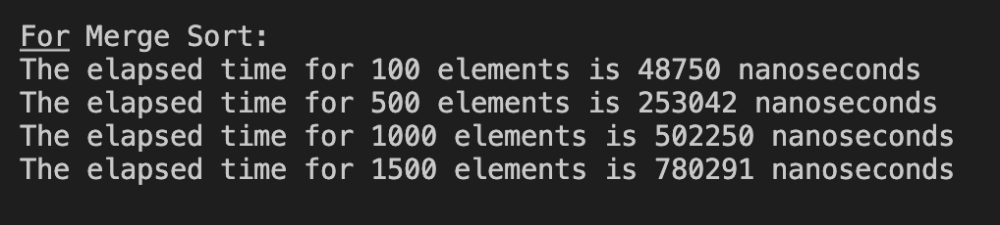 For Merge Sort:
The elapsed time for 100 elements is 48750 nanoseconds
The elapsed time for 500 elements is 253042 nanoseconds
The elapsed time for 1000 elements is 502250 nanoseconds
The elapsed time for 1500 elements is 780291 nanoseconds